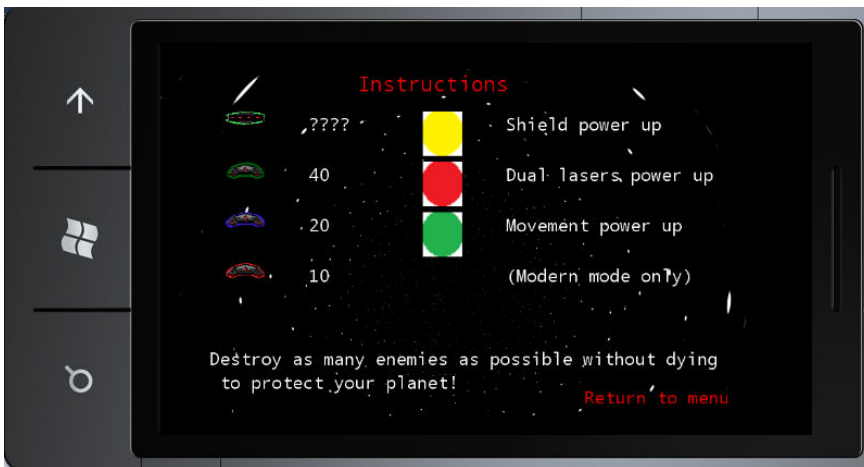 Instructions
???? Shield power up
40 Dual lasers power up
20 Movement power up
10 (Modern mode only)
Destroy as many enemies as possible without dying
to protect your planet!
Return to menu